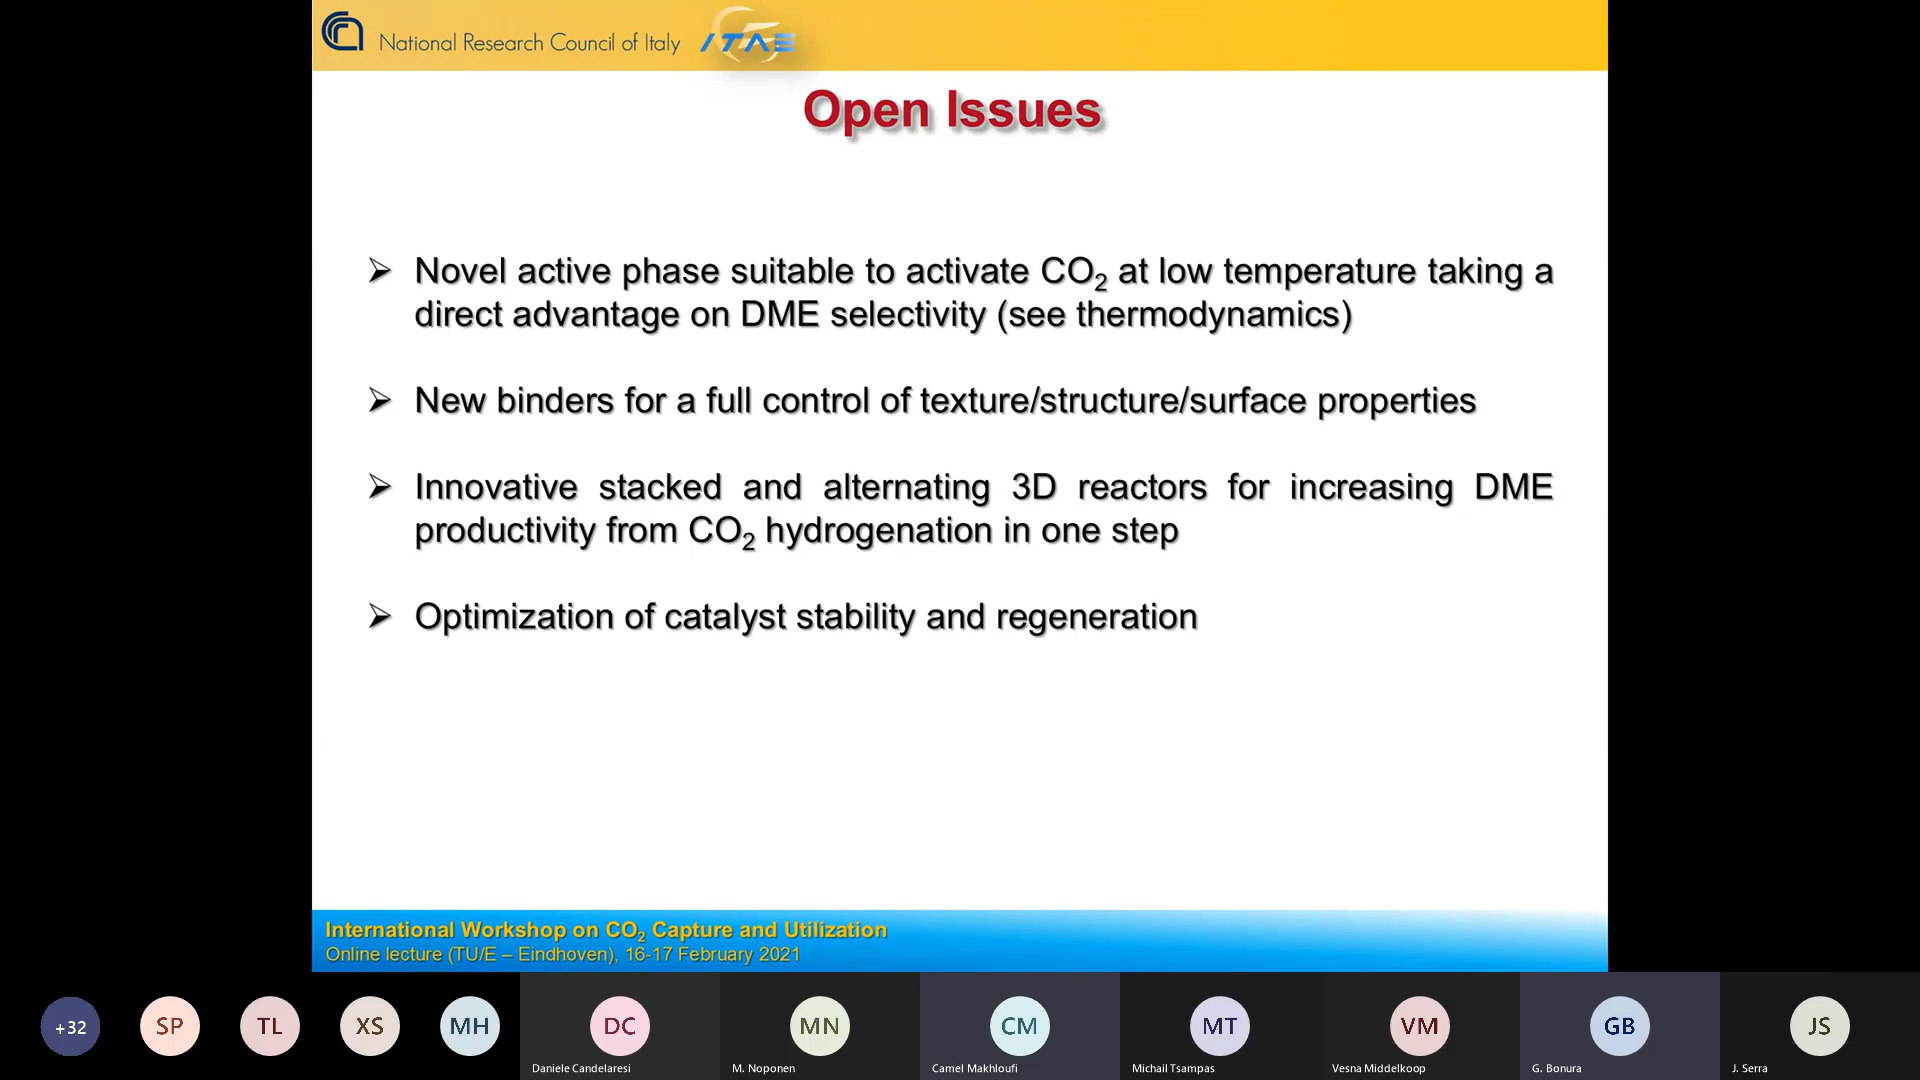 National Research Council of Italy
ITAE
Open Issues
Novel active phase suitable to activate CO₂ at low temperature taking a
direct advantage on DME selectivity (see thermodynamics)
New binders for a full control of texture/structure/surface properties
Innovative stacked and alternating 3D reactors for increasing DME
productivity from CO₂ hydrogenation in one step
Optimization of catalyst stability and regeneration
International Workshop on CO₂ Capture and Utilization
Online lecture (TU/E – Eindhoven), 16-17 February 2021
+32
SP
TL
XS
MH
DC
MN
CM
MT
VM
GB
JS
Daniele Candelaresi
M. Noponen
Camel Makhloufi
Michail Tsampas
Vesna Middelkoop
G. Bonura
J. Serra